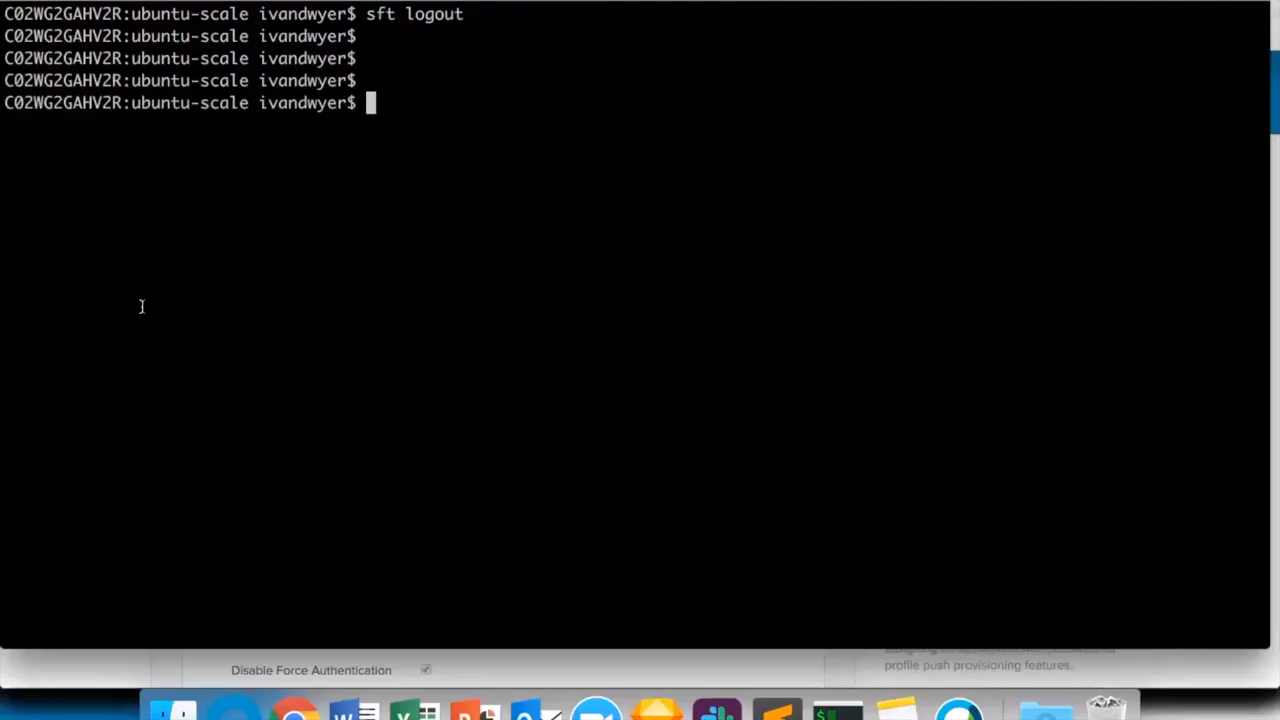 C02WG2GAHV2R:ubuntu-scale ivandwyer$ sft logout
C02WG2GAHV2R:ubuntu-scale ivandwyer$
C02WG2GAHV2R:ubuntu-scale ivandwyer$
C02WG2GAHV2R:ubuntu-scale ivandwyer$
C02WG2GAHV2R:ubuntu-scale ivandwyer$
Disable Force Authentication
profile push provisioning features.